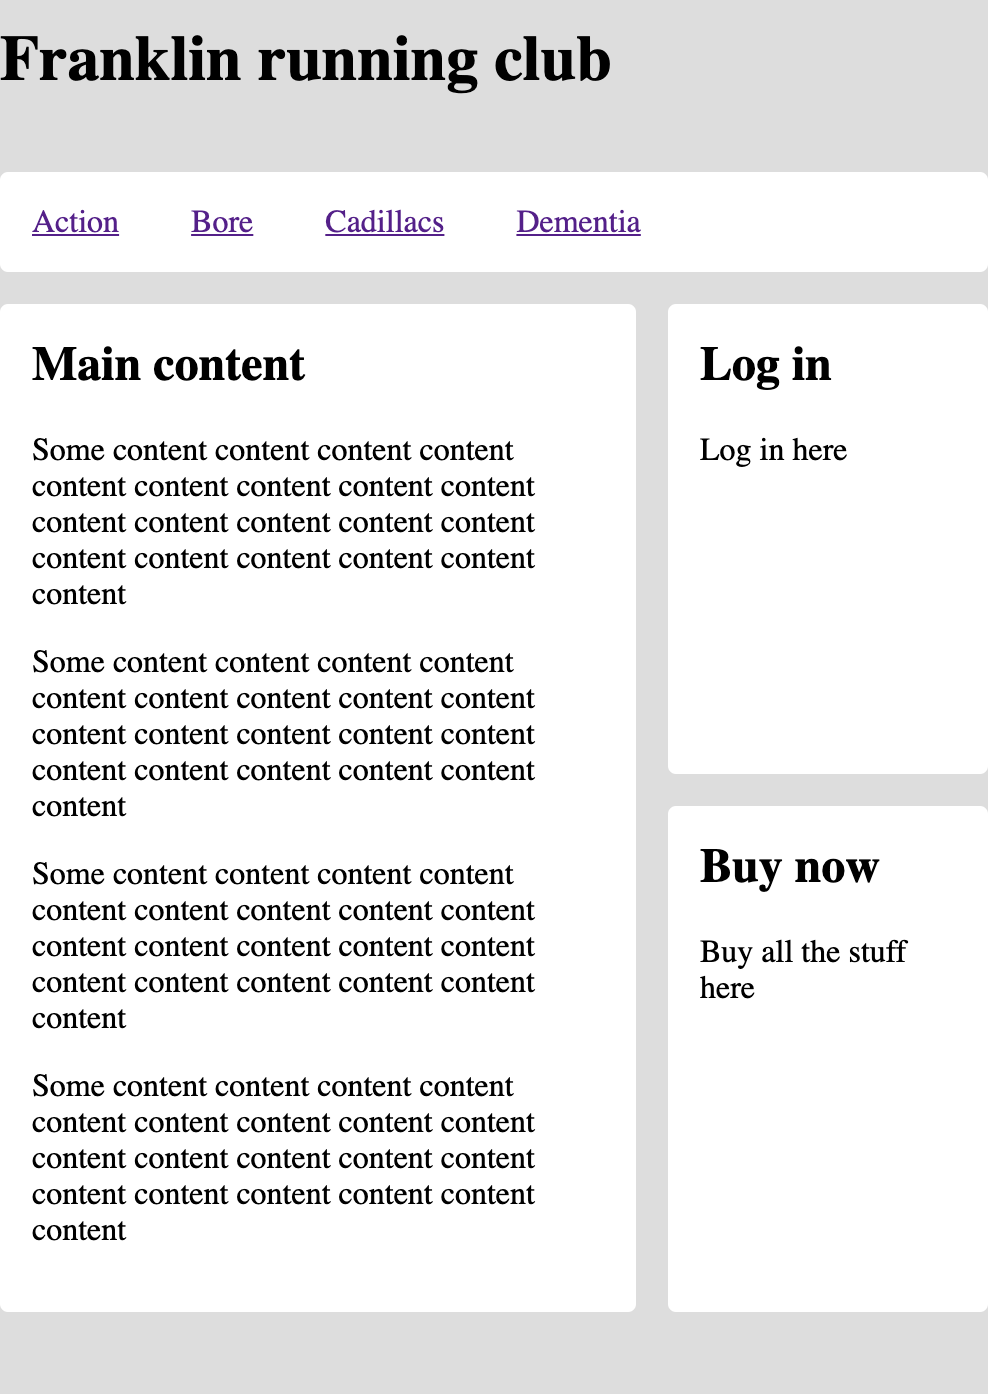 Franklin running club
Action Bore Cadillacs Dementia
Main content
Some content content content content
content content content content content
content content content content content
content content content content content
content
Some content content content content
content content content content content
content content content content content
content content content content content
content
Some content content content content
content content content content content
content content content content content
content content content content content
content
Some content content content content
content content content content content
content content content content content
content content content content content
content
Log in
Log in here
Buy now
Buy all the stuff
here